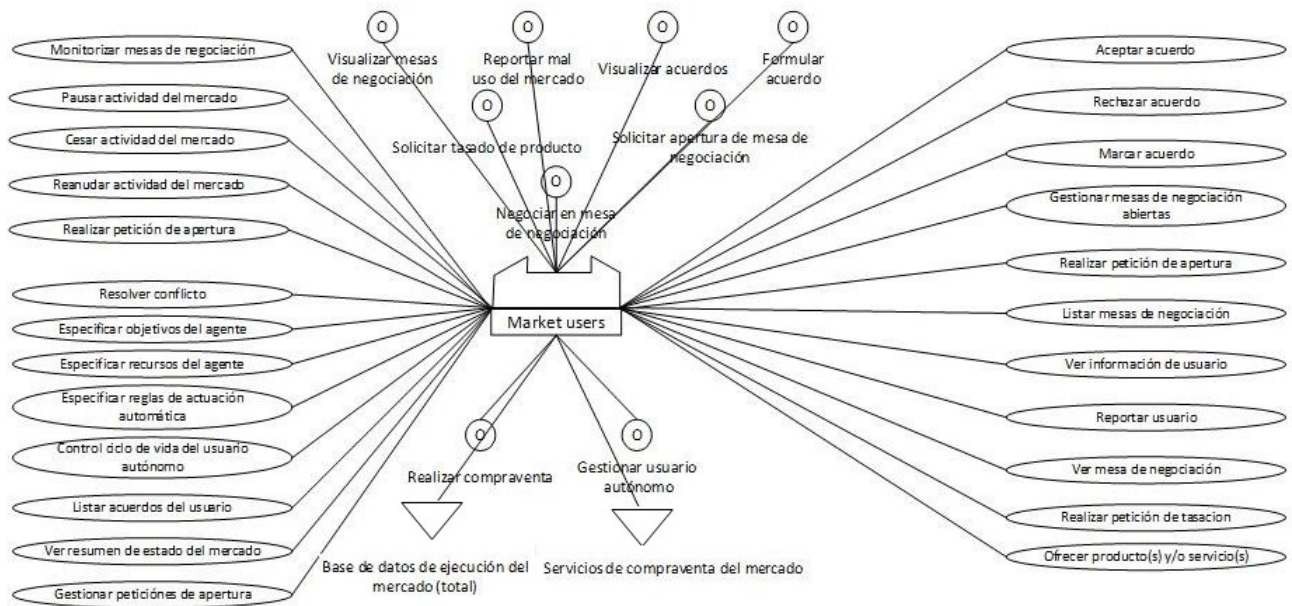 O
O
O
O
Visualizar mesas
de negociación
Reportar mal
uso del mercado
Visualizar acuerdos
Formular
acuerdo
O
O
Solicitar tasado de producto
Solicitar apertura de mesa de
negociación
O
Negociar en mesa
de negociación
Monitorizar mesas de negociación
Pausar actividad del mercado
Cesar actividad del mercado
Reanudar actividad del mercado
Realizar petición de apertura
Resolver conflicto
Especificar objetivos del agente
Especificar recursos del agente
Especificar reglas de actuación
automática
Control ciclo de vida del usuario
autónomo
Listar acuerdos del usuario
Ver resumen de estado del mercado
Gestionar peticiónes de apertura
Market users
O
O
Realizar compraventa
Gestionar usuario
autónomo
Base de datos de ejecución del
mercado (total)
Servicios de compraventa del mercado
Aceptar acuerdo
Rechazar acuerdo
Marcar acuerdo
Gestionar mesas de negociación
abiertas
Realizar petición de apertura
Listar mesas de negociación
Ver información de usuario
Reportar usuario
Ver mesa de negociación
Realizar petición de tasacion
Ofrecer producto(s) y/o servicio(s)